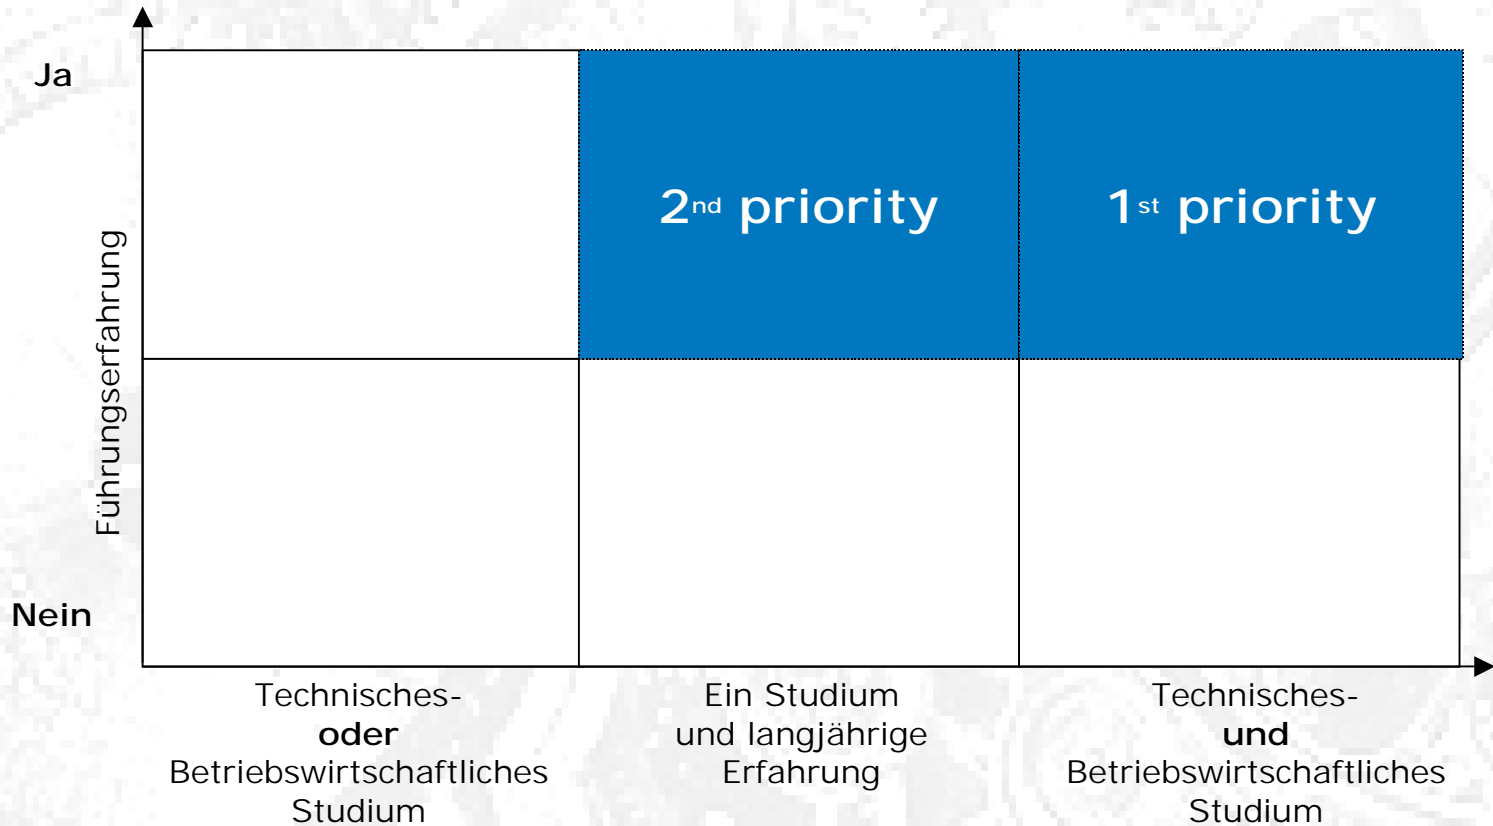 Ja
2nd priority
1st priority
Führungserfahrung
Nein
Technisches-
oder
Betriebswirtschaftliches
Studium
Ein Studium
und langjährige
Erfahrung
Technisches-
und
Betriebswirtschaftliches
Studium